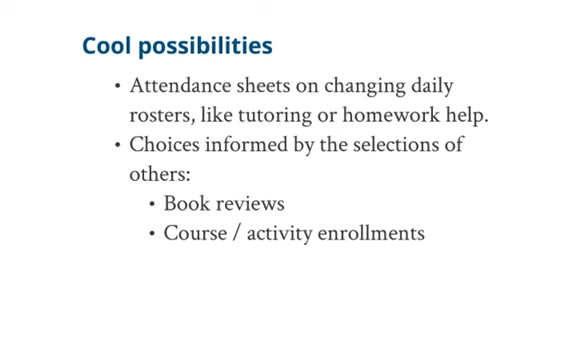 Cool possibilities
• Attendance sheets on changing daily
rosters, like tutoring or homework help.
• Choices informed by the selections of
others:
• Book reviews
• Course / activity enrollments